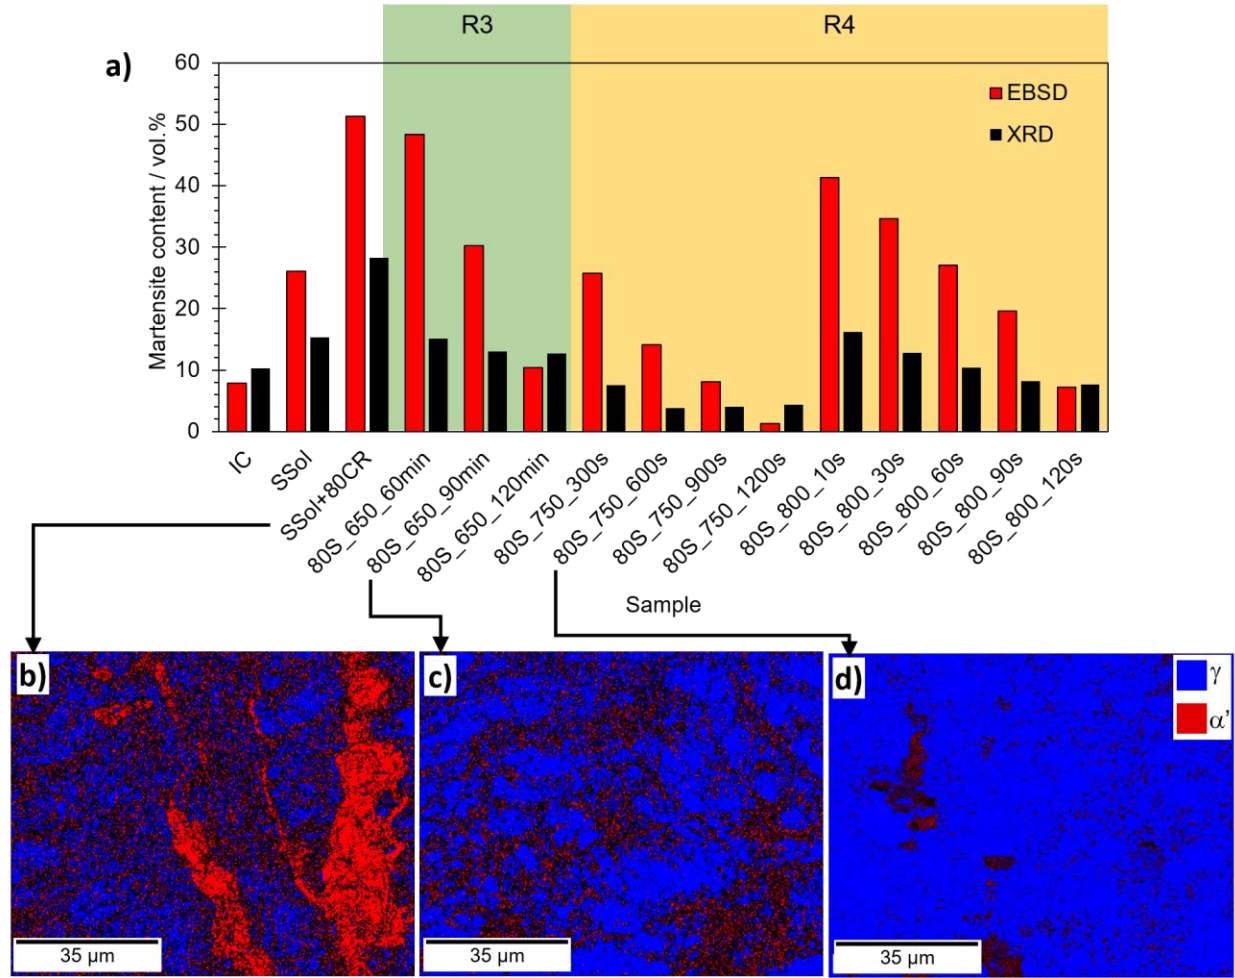 R3
R4
a)
60
50
40
30
20
10
0
Martensite content / vol.%
EBSD
XRD
IC
SSol
SSol+80CR
80S_650_60min
80S_650_90min
80S_650_120min
80S_750_300s
80S_750_600s
80S_750_900s
80S_750_1200s
80S_800_10s
80S_800_30s
80S_800_60s
80S_800_90s
80S_800_120s
Sample
b)
c)
d)
γ
α’
35 µm
35 µm
35 µm